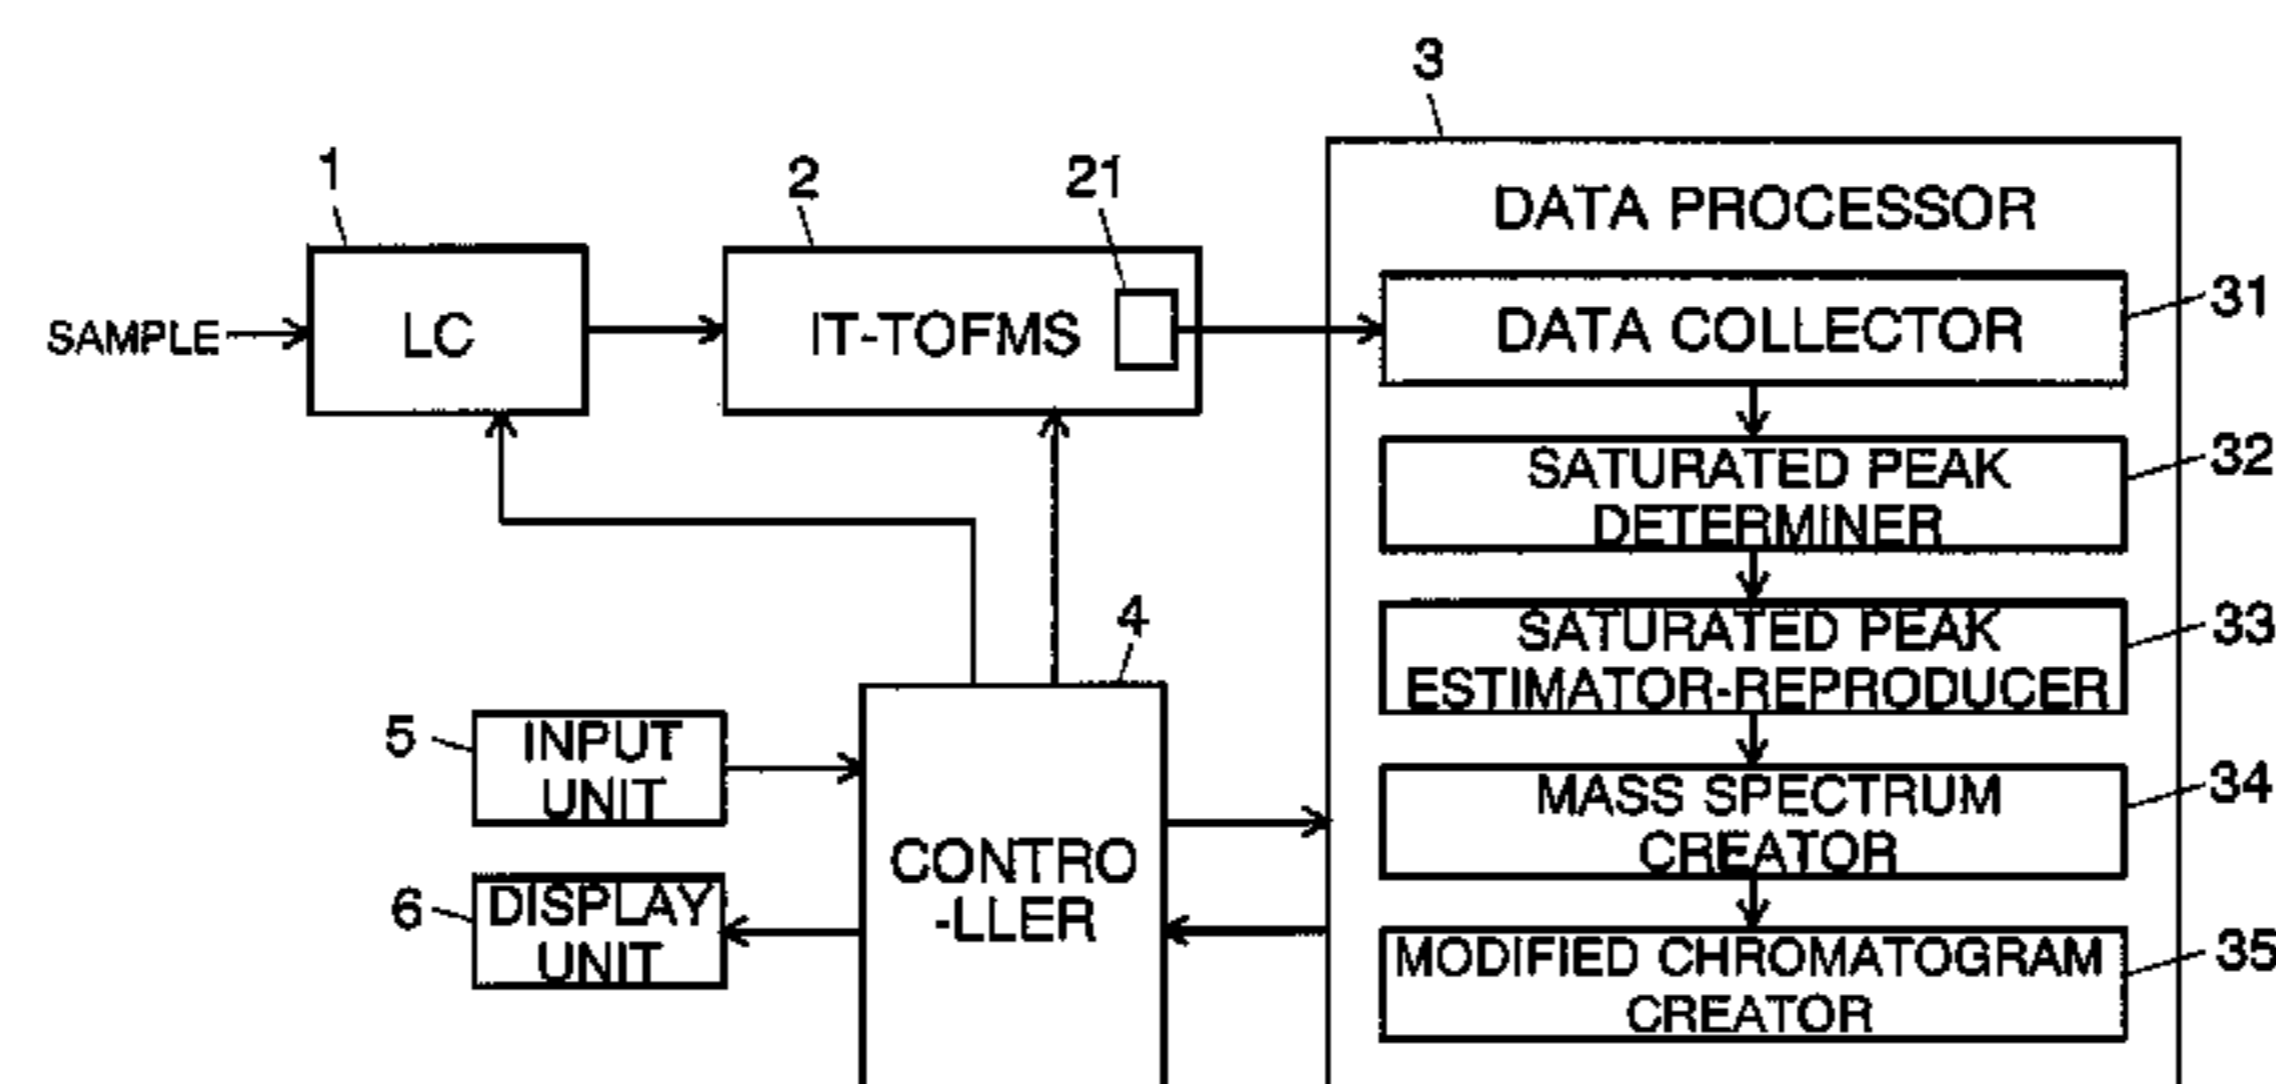 3
1
2
21
DATA PROCESSOR
31
SAMPLE
LC
IT-TOFMS
DATA COLLECTOR
32
SATURATED PEAK
DETERMINER
4
33
SATURATED PEAK
ESTIMATOR-REPRODUCER
5
INPUT
UNIT
34
MASS SPECTRUM
CREATOR
CONTRO
-LLER
6
DISPLAY
UNIT
35
MODIFIED CHROMATOGRAM
CREATOR